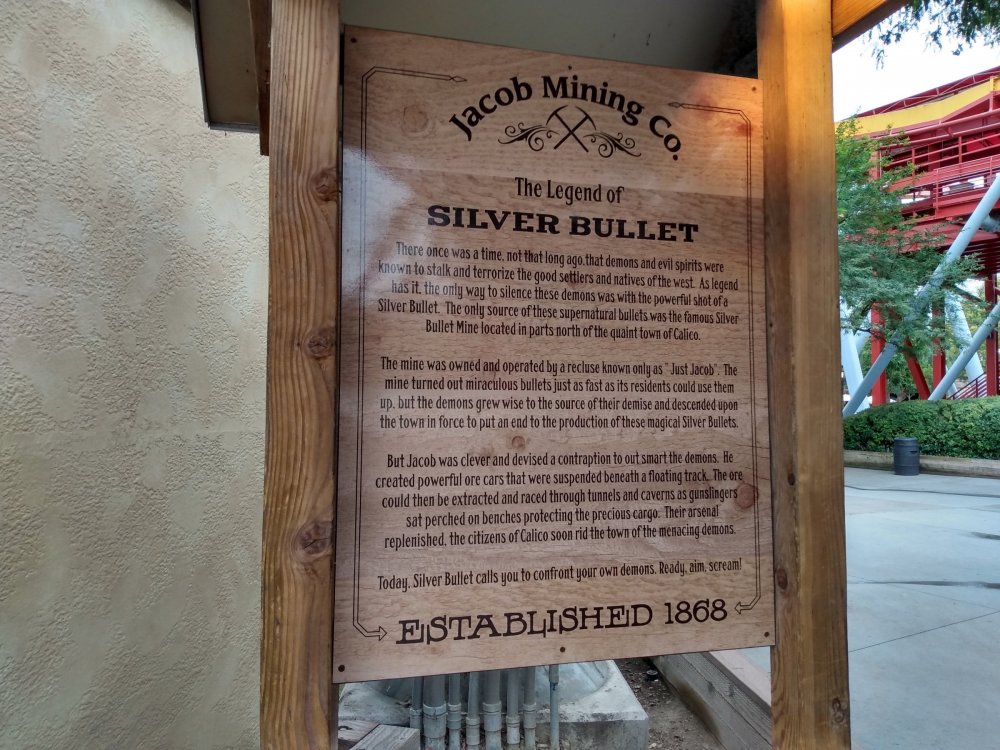 Jacob Mining Co.
The Legend of
SILVER BULLET
There once was a time, not that long ago,that demons and evil spirits were
known to stalk and terrorize the good settlers and natives of the west. As legend
has it, the only way to silence these demons was with the powerful shot of a
Silver Bullet. The only source of these supernatural bullets was the famous Silver
Bullet Mine located in parts north of the quaint town of Calico.
The mine was owned and operated by a recluse known only as "Just Jacob". The
mine turned out miraculous bullets just as fast as its residents could use them
up, but the demons grew wise to the source of their demise and descended upon
the town in force to put an end to the production of these magical Silver Bullets.
But Jacob was clever and devised a contraption to out smart the demons. He
created powerful ore cars that were suspended beneath a floating track. The ore
could then be extracted and raced through tunnels and caverns as gunslingers
sat perched on benches protecting the precious cargo. Their arsenal
replenished, the citizens of Calico soon rid the town of the menacing demons.
Today, Silver Bullet calls you to confront your own demons. Ready, aim, scream!
ESTABLISHED 1868